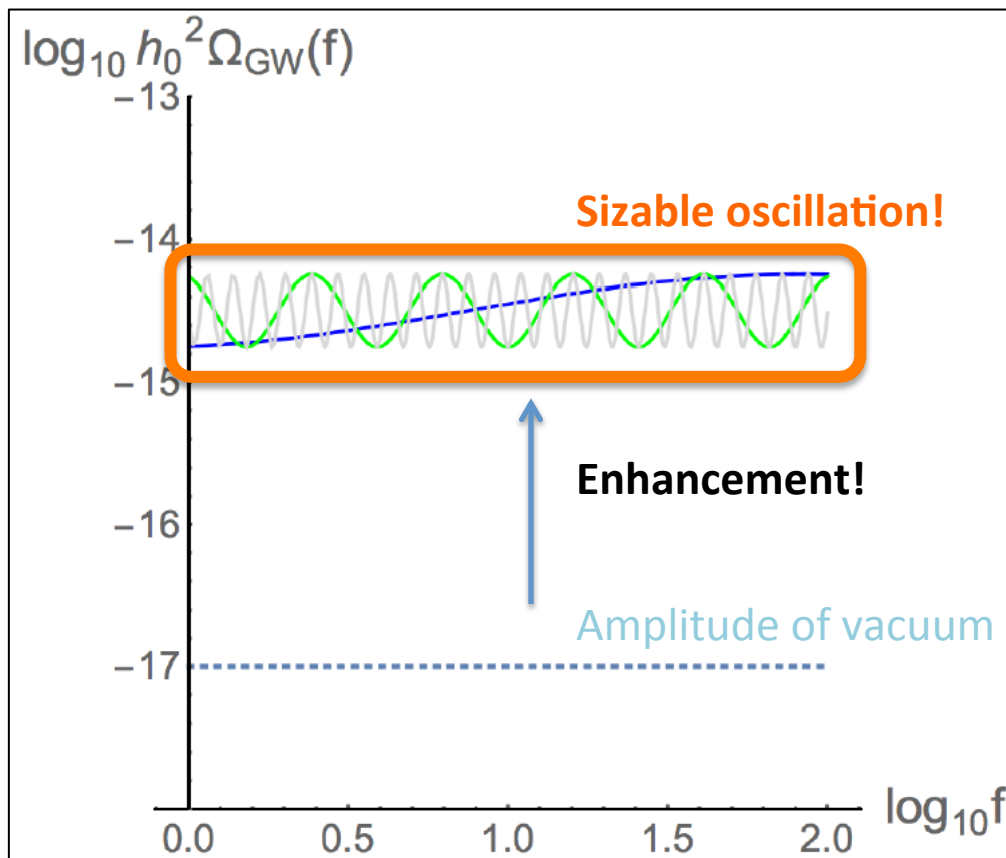 log₁₀ h₀²Ω_GW(f)
−13
Sizable oscillation!
−14
−15
Enhancement!
−16
Amplitude of vacuum
−17
log₁₀f
0.0 0.5 1.0 1.5 2.0